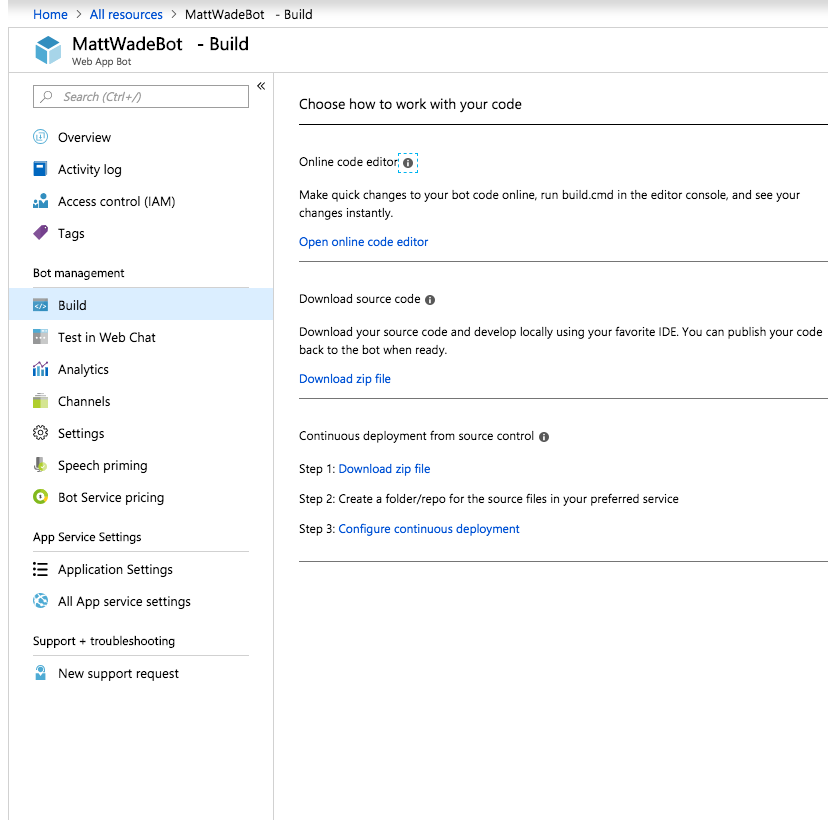 Home > All resources > MattWadeBot - Build
MattWadeBot - Build
Web App Bot
Search (Ctrl+/)
«
Overview
Activity log
Access control (IAM)
Tags
Bot management
Build
Test in Web Chat
Analytics
Channels
Settings
Speech priming
Bot Service pricing
App Service Settings
Application Settings
All App service settings
Support + troubleshooting
New support request
Choose how to work with your code
Online code editor
Make quick changes to your bot code online, run build.cmd in the editor console, and see your
changes instantly.
Open online code editor
Download source code
Download your source code and develop locally using your favorite IDE. You can publish your code
back to the bot when ready.
Download zip file
Continuous deployment from source control
Step 1: Download zip file
Step 2: Create a folder/repo for the source files in your preferred service
Step 3: Configure continuous deployment